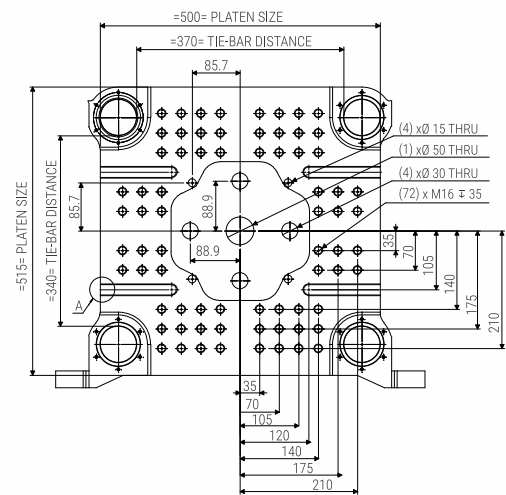 =500= PLATEN SIZE
=370= TIE-BAR DISTANCE
85.7
(4) xØ 15 THRU
(1) xØ 50 THRU
(4) xØ 30 THRU
(72) x M16 ↧ 35
=515= PLATEN SIZE
=340= TIE-BAR DISTANCE
85.7
88.9
88.9
A
35
70
105
140
175
210
35
70
105
120
140
175
210